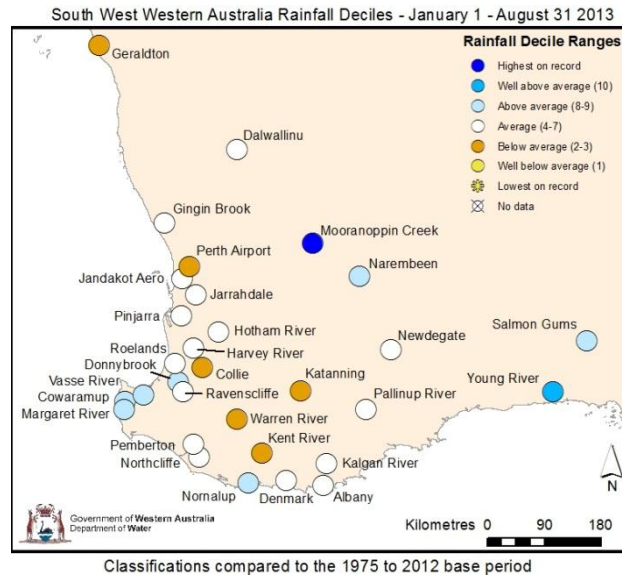 South West Western Australia Rainfall Deciles - January 1 - August 31 2013
Rainfall Decile Ranges
Highest on record
Well above average (10)
Above average (8-9)
Average (4-7)
Below average (2-3)
Well below average (1)
Lowest on record
No data
Geraldton
Dalwallinu
Gingin Brook
Mooranoppin Creek
Perth Airport
Narembeen
Jandakot Aero
Jarrahdale
Pinjarra
Hotham River
Salmon Gums
Newdegate
Roelands
Harvey River
Donnybrook
Collie
Katanning
Vasse River
Ravenscliffe
Young River
Cowaramup
Pallinup River
Margaret River
Warren River
Kent River
Pemberton
Northcliffe
Kalgan River
Nornalup
Denmark
Albany
N
Government of Western Australia
Department of Water
Kilometres 0 90 180
Classifications compared to the 1975 to 2012 base period